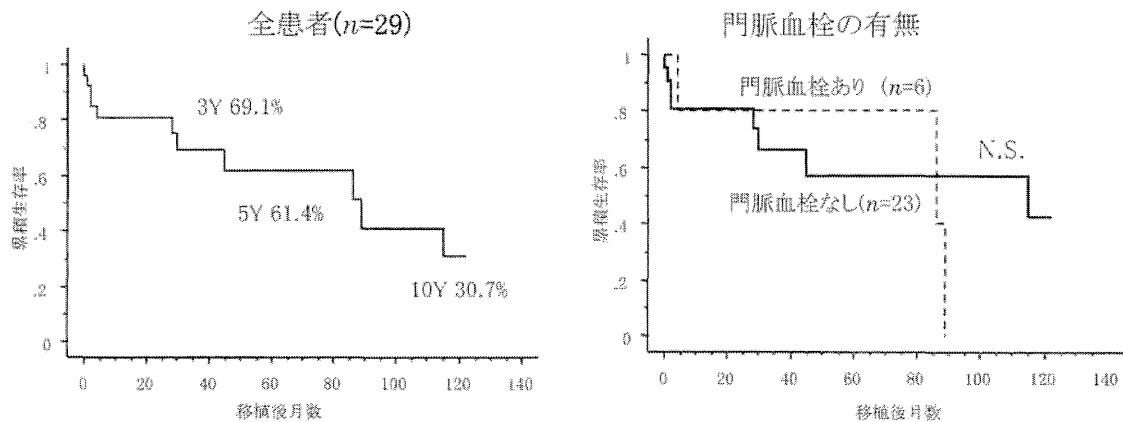 全患者(n=29)
1
.8
.6
.4
.2
0
累積生存率
3Y 69.1%
5Y 61.4%
10Y 30.7%
0 20 40 60 80 100 120 140
移植後月数
門脈血栓の有無
1
.8
.6
.4
.2
0
累積生存率
門脈血栓あり (n=6)
N.S.
門脈血栓なし(n=23)
0 20 40 60 80 100 120 140
移植後月数